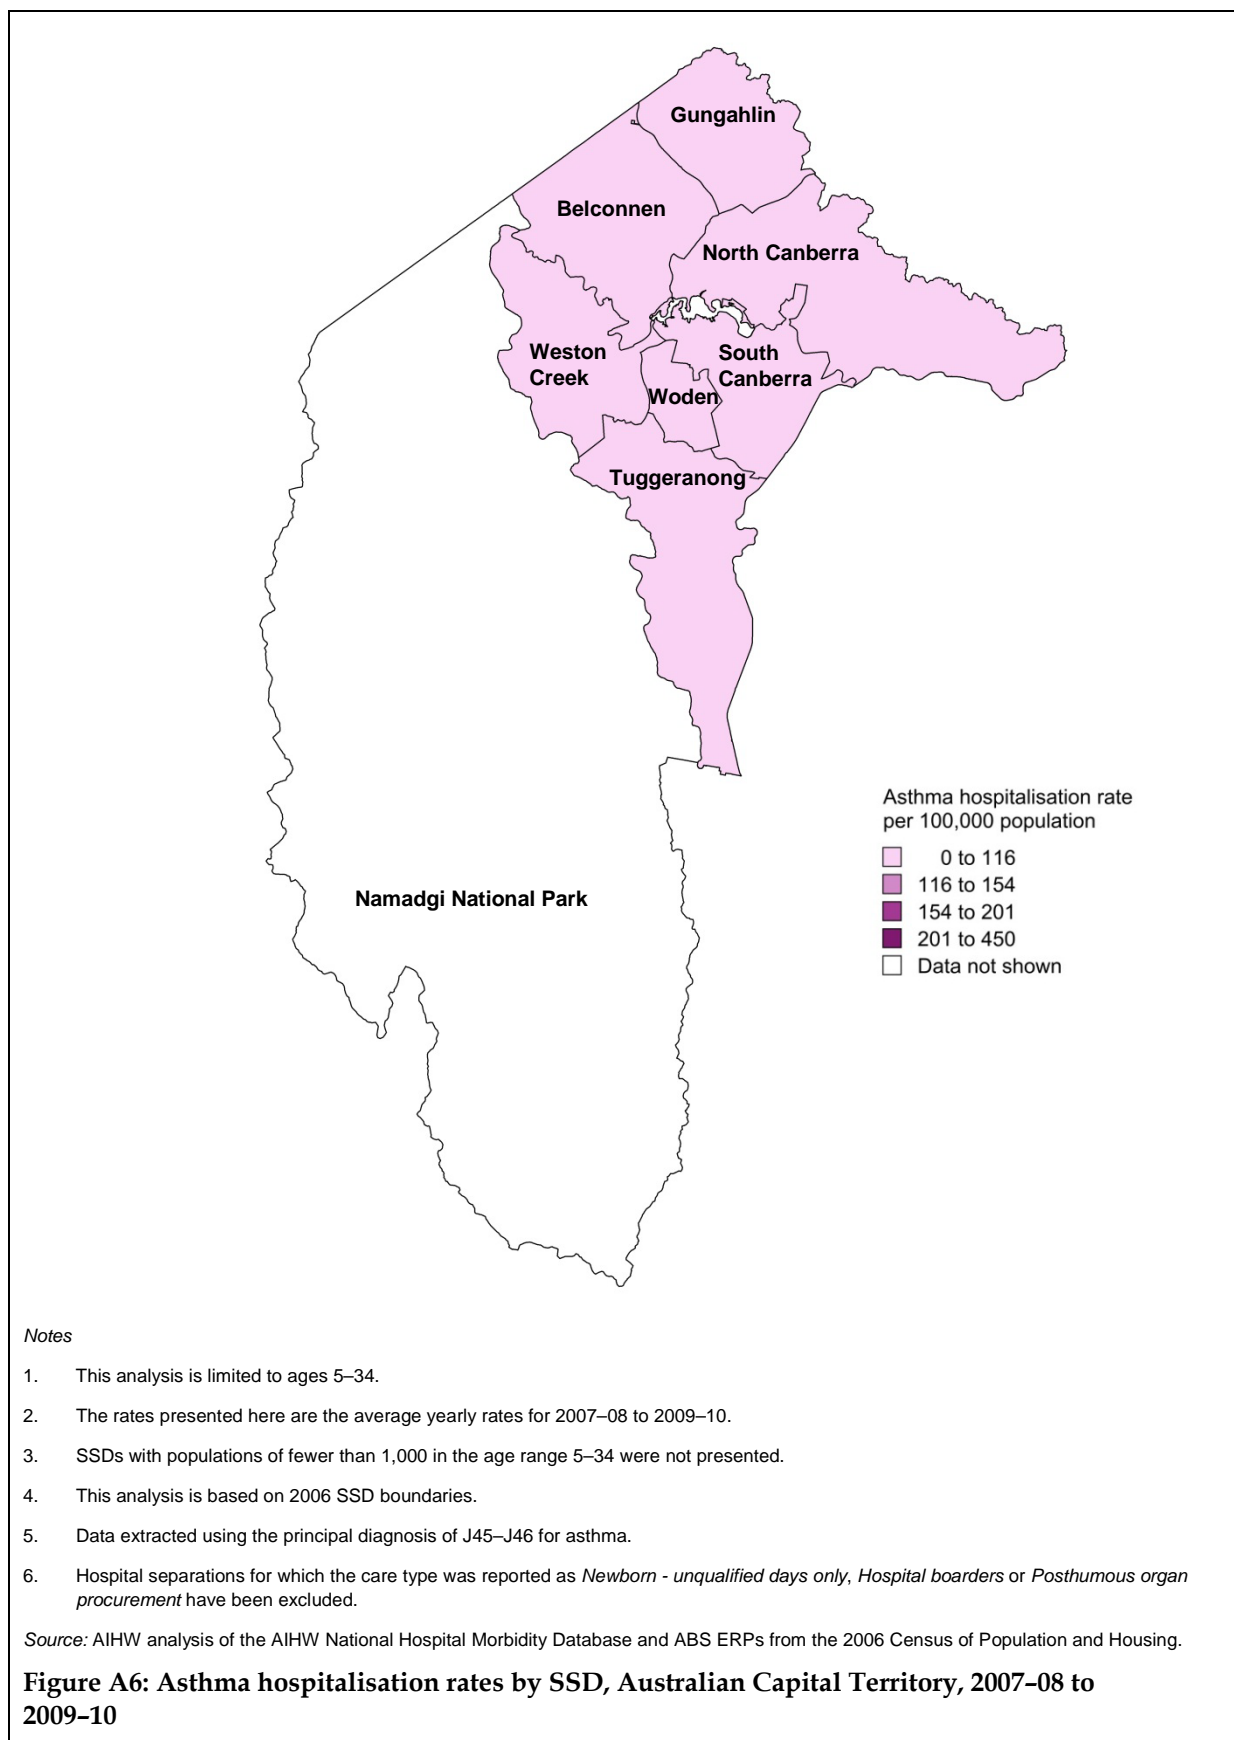 Gungahlin
Belconnen
North Canberra
Weston
Creek
South
Canberra
Woden
Tuggeranong
Asthma hospitalisation rate
per 100,000 population
0 to 116
116 to 154
154 to 201
201 to 450
Data not shown
Namadgi National Park
Notes
1. This analysis is limited to ages 5–34.
2. The rates presented here are the average yearly rates for 2007–08 to 2009–10.
3. SSDs with populations of fewer than 1,000 in the age range 5–34 were not presented.
4. This analysis is based on 2006 SSD boundaries.
5. Data extracted using the principal diagnosis of J45–J46 for asthma.
6. Hospital separations for which the care type was reported as Newborn - unqualified days only, Hospital boarders or Posthumous organ
procurement have been excluded.
Source: AIHW analysis of the AIHW National Hospital Morbidity Database and ABS ERPs from the 2006 Census of Population and Housing.
Figure A6: Asthma hospitalisation rates by SSD, Australian Capital Territory, 2007–08 to
2009–10